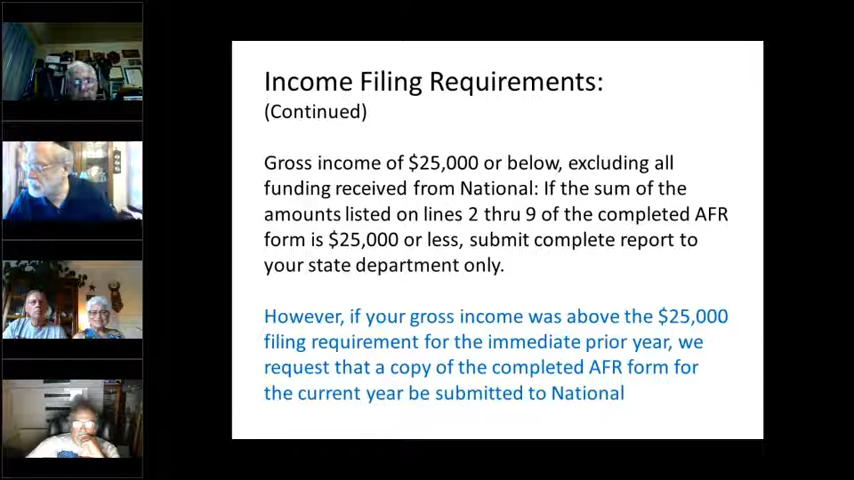 Income Filing Requirements:
(Continued)
Gross income of $25,000 or below, excluding all
funding received from National: If the sum of the
amounts listed on lines 2 thru 9 of the completed AFR
form is $25,000 or less, submit complete report to
your state department only.
However, if your gross income was above the $25,000
filing requirement for the immediate prior year, we
request that a copy of the completed AFR form for
the current year be submitted to National